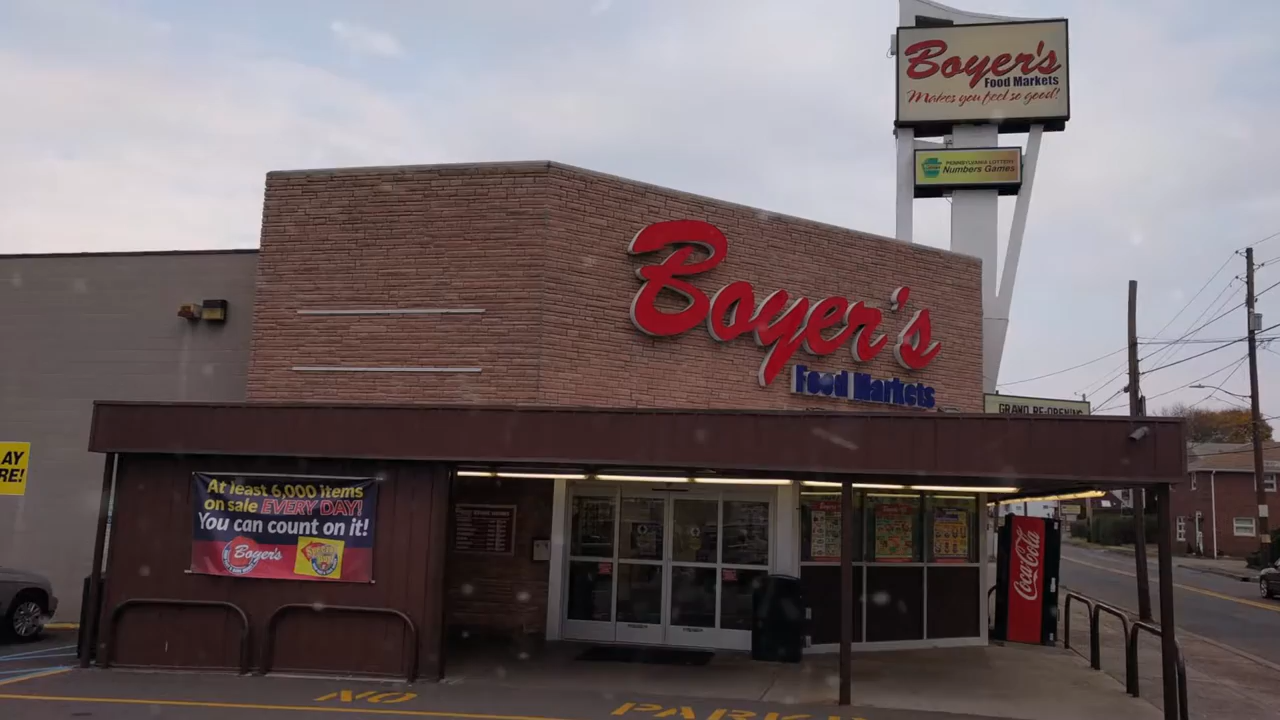 Boyer's
Food Markets
Makes you feel so good!
PENNSYLVANIA LOTTERY
Numbers Games
Boyer's
Food Markets
GRAND RE-OPENING
AY
RE!
At least 6,000 items
on sale EVERY DAY!
You can count on it!
Boyer's
Coca-Cola
NO
PARK